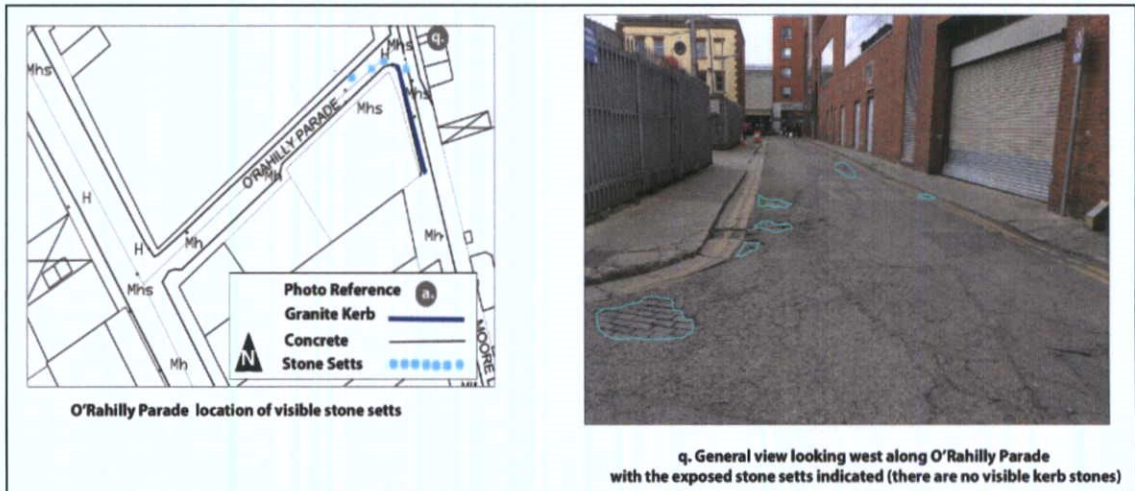 q.
Mhs
H
Mhs
Mhs
Mhs
O'RAHILLY PARADE
Mh
H
Mh
H
Mh
Mhs
Mh
MOORE
Photo Reference a.
Granite Kerb
Concrete
Stone Setts
N
O'Rahilly Parade location of visible stone setts
q. General view looking west along O'Rahilly Parade
with the exposed stone setts indicated (there are no visible kerb stones)